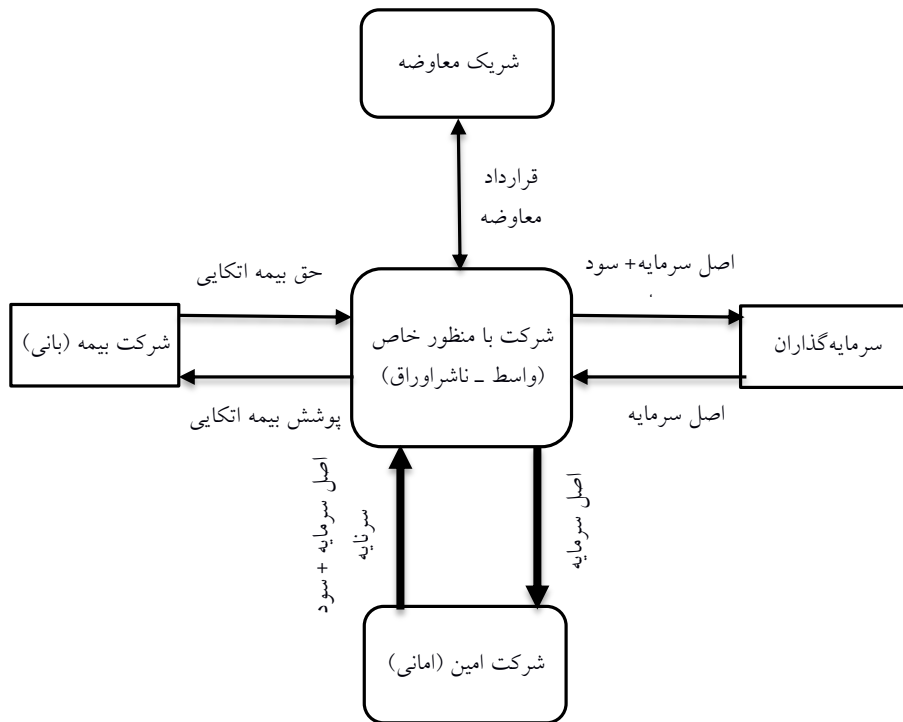 شریک معاوضه
قرارداد
معاوضه
حق بیمه اتکایی
اصل سرمایه+ سود
شرکت بیمه (بانی)
شرکت با منظور خاص
(واسط ـ ناشراوراق)
سرمایه‌گذاران
پوشش بیمه اتکایی
اصل سرمایه
اصل سرمایه + سود
سرنایه
اصل سرمایه
شرکت امین (امانی)